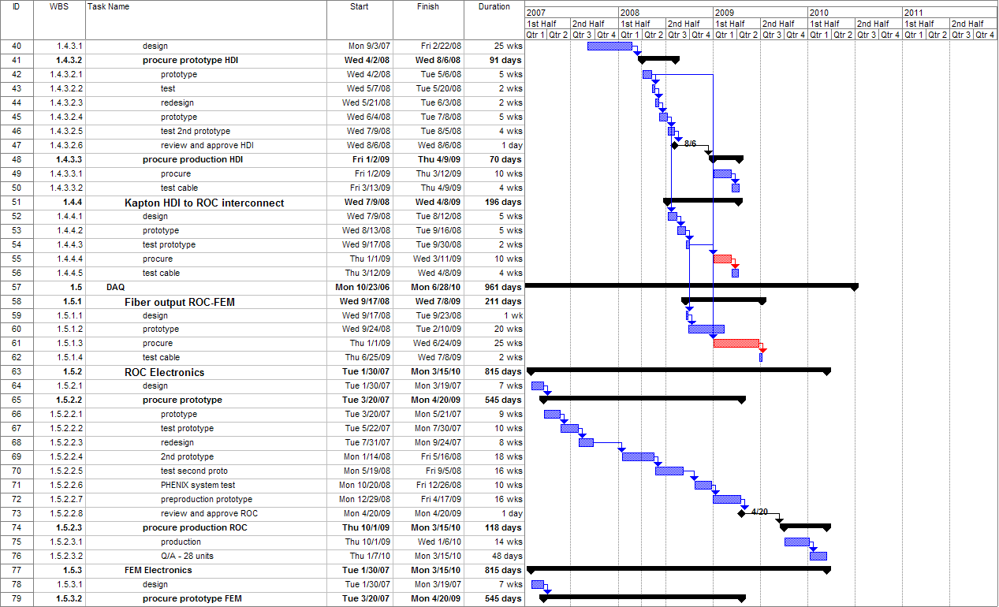 ID WBS Task Name Start Finish Duration
2007 2008 2009 2010 2011
1st Half 2nd Half 1st Half 2nd Half 1st Half 2nd Half 1st Half 2nd Half 1st Half 2nd Half
Qtr 1 Qtr 2 Qtr 3 Qtr 4 Qtr 1 Qtr 2 Qtr 3 Qtr 4 Qtr 1 Qtr 2 Qtr 3 Qtr 4 Qtr 1 Qtr 2 Qtr 3 Qtr 4 Qtr 1 Qtr 2 Qtr 3 Qtr 4
40 1.4.3.1 design Mon 9/3/07 Fri 2/22/08 25 wks
41 1.4.3.2 procure prototype HDI Wed 4/2/08 Wed 8/6/08 91 days
42 1.4.3.2.1 prototype Wed 4/2/08 Tue 5/6/08 5 wks
43 1.4.3.2.2 test Wed 5/7/08 Tue 5/20/08 2 wks
44 1.4.3.2.3 redesign Wed 5/21/08 Tue 6/3/08 2 wks
45 1.4.3.2.4 prototype Wed 6/4/08 Tue 7/8/08 5 wks
46 1.4.3.2.5 test 2nd prototype Wed 7/9/08 Tue 8/5/08 4 wks
47 1.4.3.2.6 review and approve HDI Wed 8/6/08 Wed 8/6/08 1 day 8/6
48 1.4.3.3 procure production HDI Fri 1/2/09 Thu 4/9/09 70 days
49 1.4.3.3.1 procure Fri 1/2/09 Thu 3/12/09 10 wks
50 1.4.3.3.2 test cable Fri 3/13/09 Thu 4/9/09 4 wks
51 1.4.4 Kapton HDI to ROC interconnect Wed 7/9/08 Wed 4/8/09 196 days
52 1.4.4.1 design Wed 7/9/08 Tue 8/12/08 5 wks
53 1.4.4.2 prototype Wed 8/13/08 Tue 9/16/08 5 wks
54 1.4.4.3 test prototype Wed 9/17/08 Tue 9/30/08 2 wks
55 1.4.4.4 procure Thu 1/1/09 Wed 3/11/09 10 wks
56 1.4.4.5 test cable Thu 3/12/09 Wed 4/8/09 4 wks
57 1.5 DAQ Mon 10/23/06 Mon 6/28/10 961 days
58 1.5.1 Fiber output ROC-FEM Wed 9/17/08 Wed 7/8/09 211 days
59 1.5.1.1 design Wed 9/17/08 Tue 9/23/08 1 wk
60 1.5.1.2 prototype Wed 9/24/08 Tue 2/10/09 20 wks
61 1.5.1.3 procure Thu 1/1/09 Wed 6/24/09 25 wks
62 1.5.1.4 test cable Thu 6/25/09 Wed 7/8/09 2 wks
63 1.5.2 ROC Electronics Tue 1/30/07 Mon 3/15/10 815 days
64 1.5.2.1 design Tue 1/30/07 Mon 3/19/07 7 wks
65 1.5.2.2 procure prototype Tue 3/20/07 Mon 4/20/09 545 days
66 1.5.2.2.1 prototype Tue 3/20/07 Mon 5/21/07 9 wks
67 1.5.2.2.2 test prototype Tue 5/22/07 Mon 7/30/07 10 wks
68 1.5.2.2.3 redesign Tue 7/31/07 Mon 9/24/07 8 wks
69 1.5.2.2.4 2nd prototype Mon 1/14/08 Fri 5/16/08 18 wks
70 1.5.2.2.5 test second proto Mon 5/19/08 Fri 9/5/08 16 wks
71 1.5.2.2.6 PHENIX system test Mon 10/20/08 Fri 12/26/08 10 wks
72 1.5.2.2.7 preproduction prototype Mon 12/29/08 Fri 4/17/09 16 wks
73 1.5.2.2.8 review and approve ROC Mon 4/20/09 Mon 4/20/09 1 day 4/20
74 1.5.2.3 procure production ROC Thu 10/1/09 Mon 3/15/10 118 days
75 1.5.2.3.1 production Thu 10/1/09 Wed 1/6/10 14 wks
76 1.5.2.3.2 Q/A - 28 units Thu 1/7/10 Mon 3/15/10 48 days
77 1.5.3 FEM Electronics Tue 1/30/07 Mon 3/15/10 815 days
78 1.5.3.1 design Tue 1/30/07 Mon 3/19/07 7 wks
79 1.5.3.2 procure prototype FEM Tue 3/20/07 Mon 4/20/09 545 days